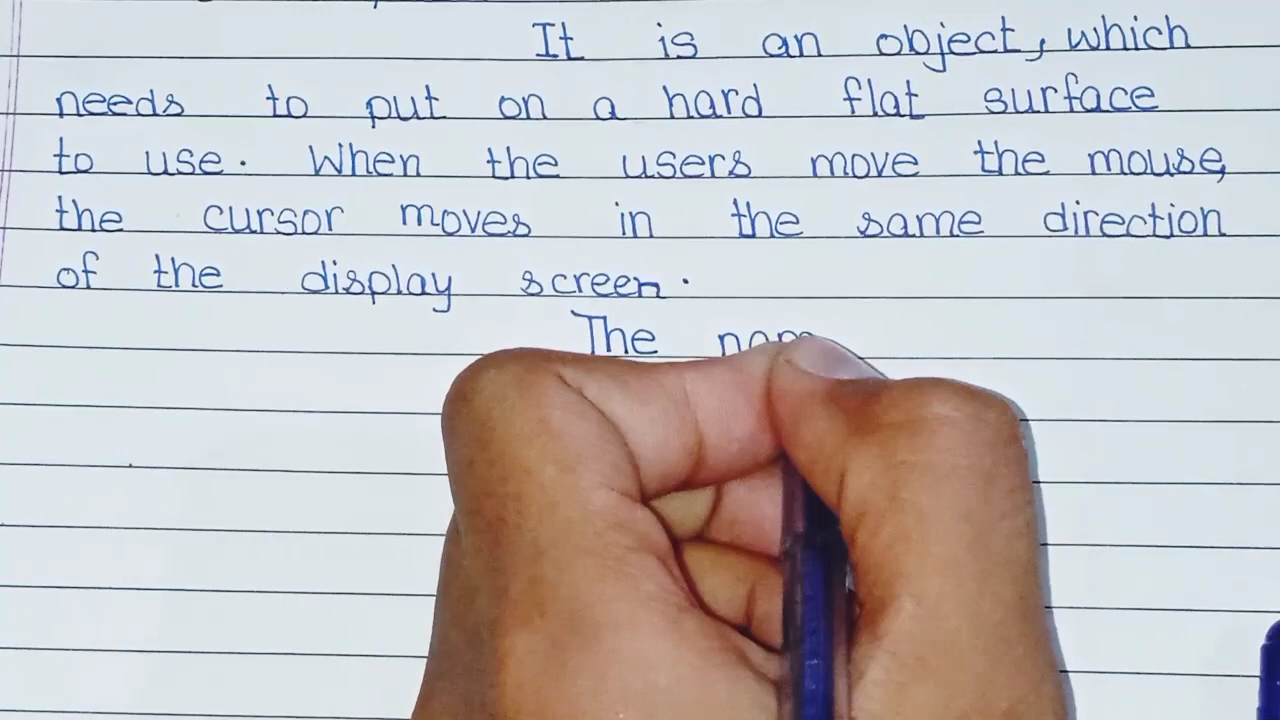 It is an object, which
needs to put on a hard flat surface
to use. When the users move the mouse,
the cursor moves in the same direction
of the display screen.
The